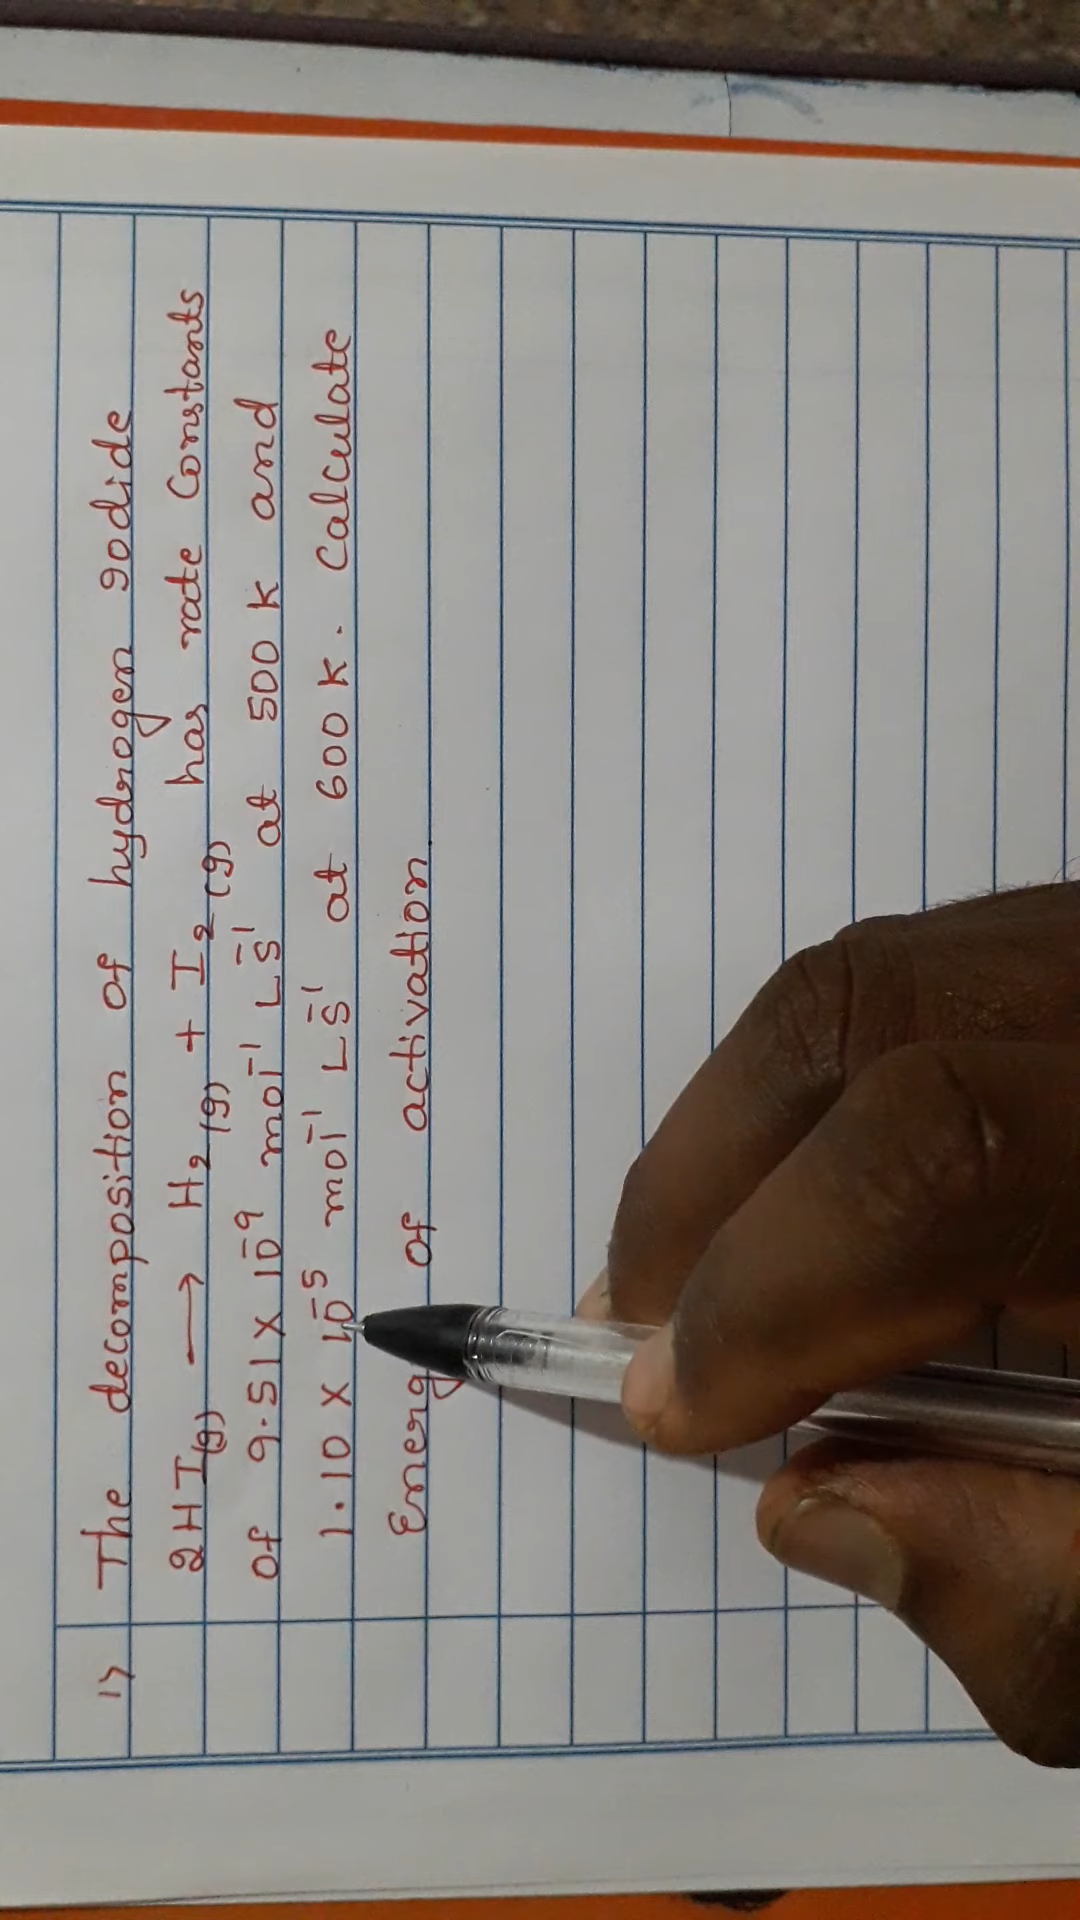 1) The decomposition of hydrogen Iodide
2HI(g) ⟶ H₂(g) + I₂(g) has rate constants
of 9.51 × 10⁻⁹ mol⁻¹ L S⁻¹ at 500 K and
1.10 × 10⁻⁵ mol⁻¹ L S⁻¹ at 600 K. Calculate
Energy of activation.